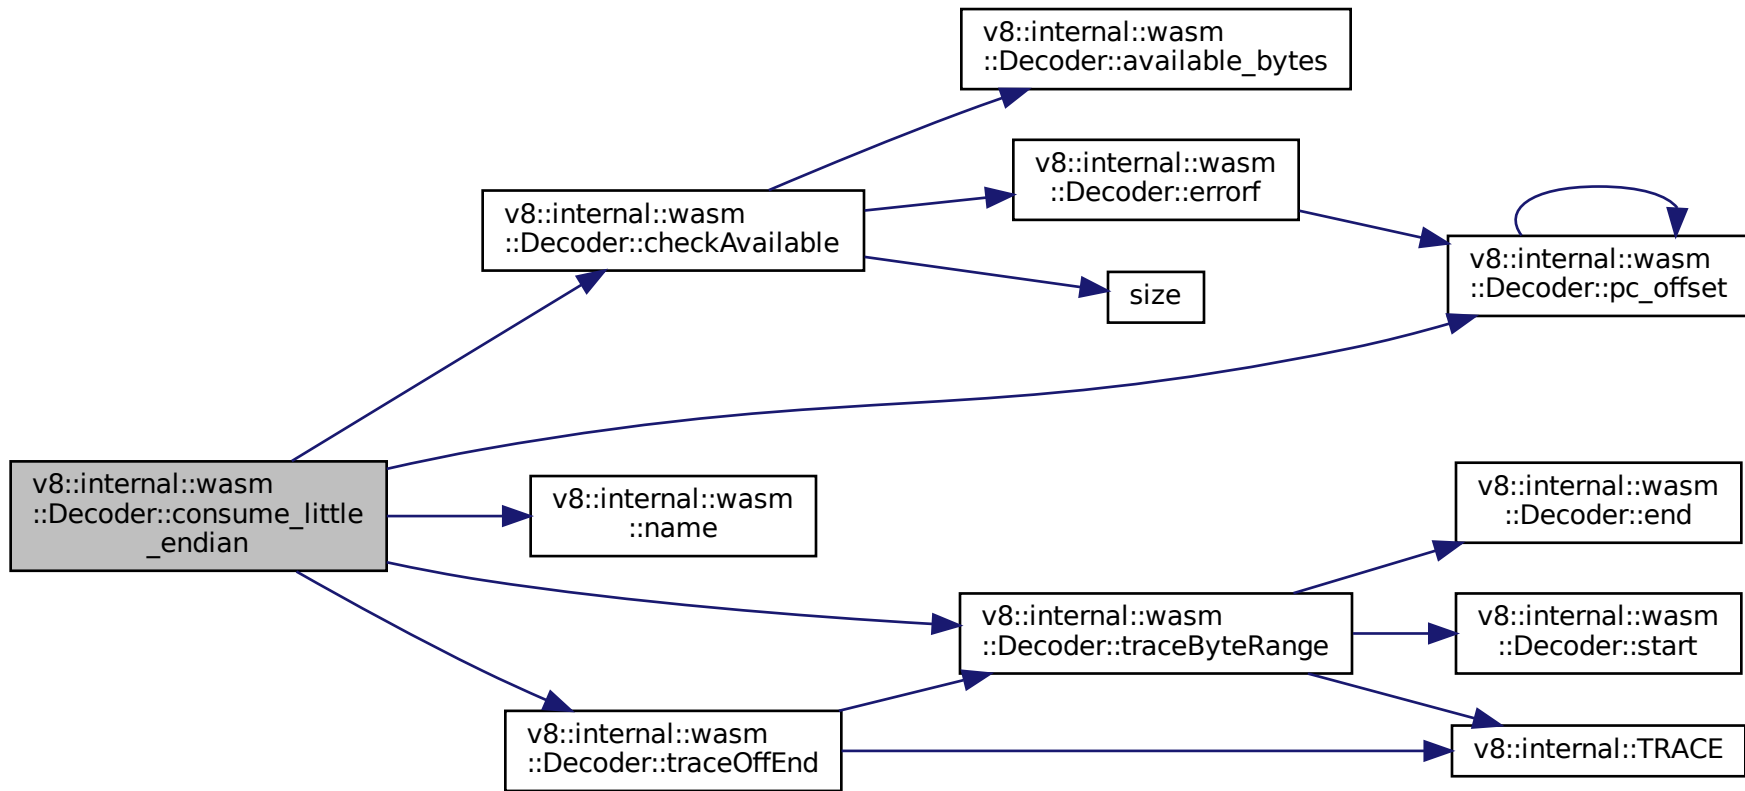 v8::internal::wasm
::Decoder::available_bytes
v8::internal::wasm
::Decoder::errorf
v8::internal::wasm
::Decoder::checkAvailable
v8::internal::wasm
::Decoder::pc_offset
size
v8::internal::wasm
::Decoder::consume_little
_endian
v8::internal::wasm
::name
v8::internal::wasm
::Decoder::end
v8::internal::wasm
::Decoder::traceByteRange
v8::internal::wasm
::Decoder::start
v8::internal::wasm
::Decoder::traceOffEnd
v8::internal::TRACE